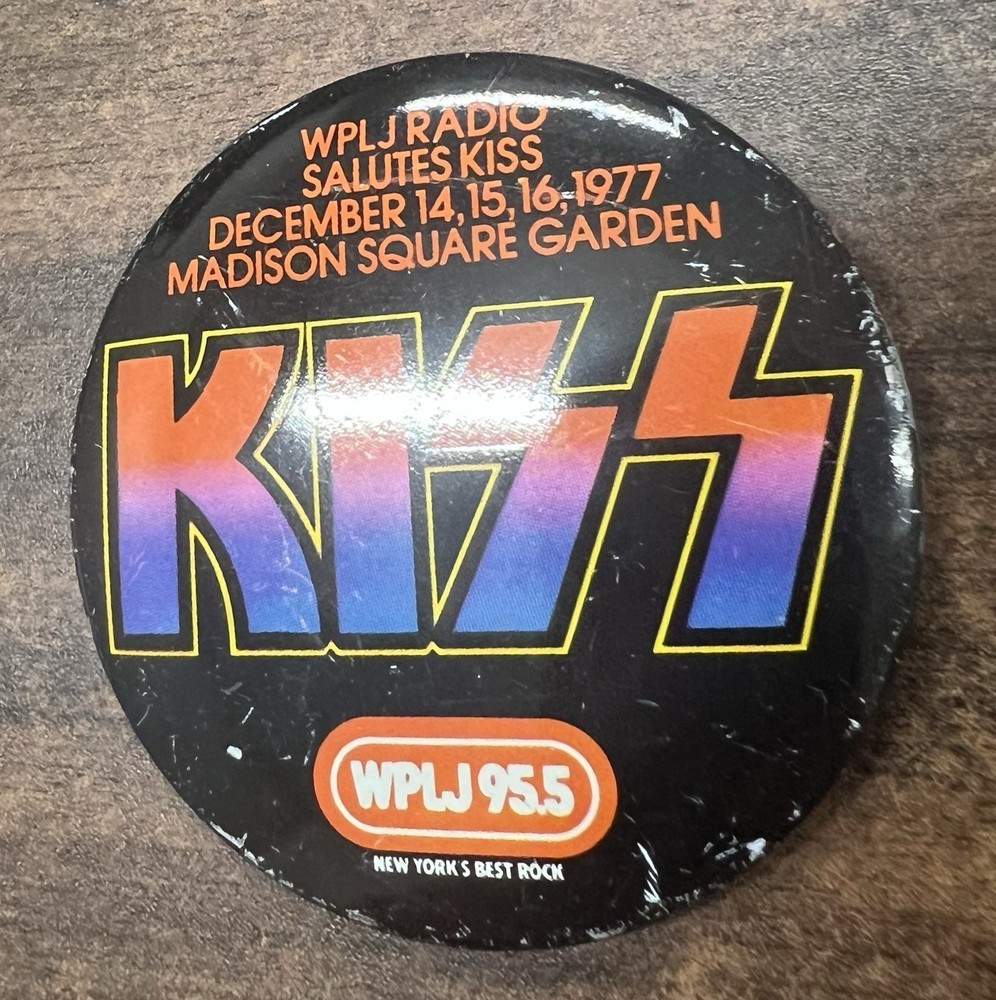 WPLJ RADIO
SALUTES KISS
DECEMBER 14, 15, 16, 1977
MADISON SQUARE GARDEN
KISS
WPLJ 95.5
NEW YORK'S BEST ROCK